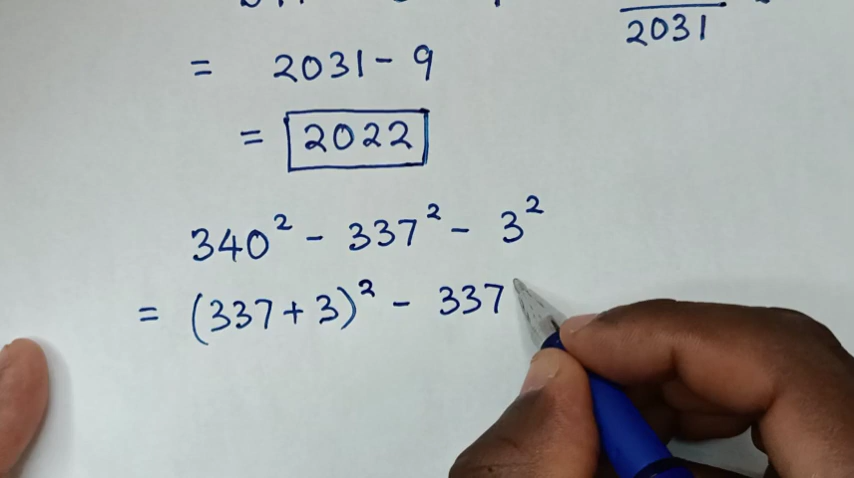 2031
= 2031 - 9
= 2022
340² - 337² - 3²
= (337 + 3)² - 337